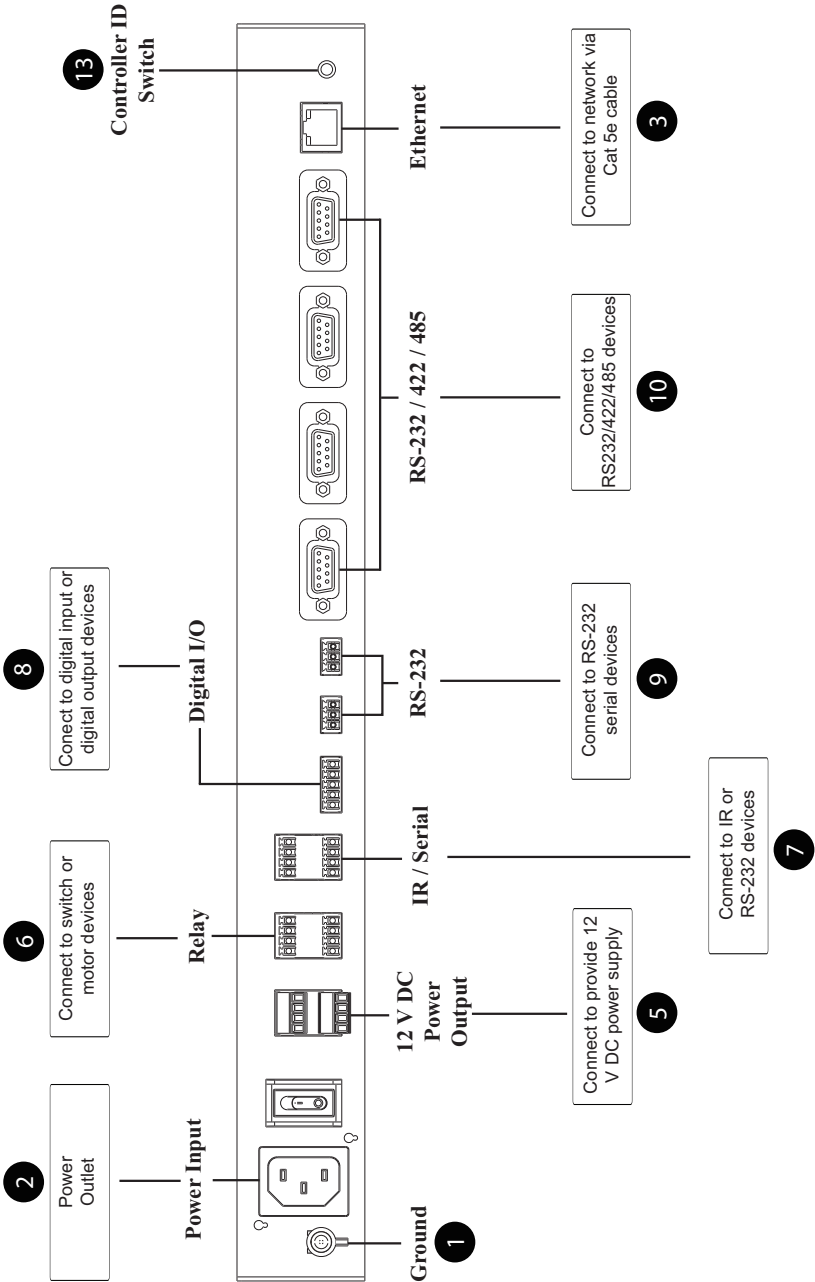 2
Power
Outlet
Power Input
6
Connect to switch or
motor devices
Relay
8
Conect to digital input or
digital output devices
Digital I/O
13
Controller ID
Switch
Ground
1
12 V DC
Power
Output
Connect to provide 12
V DC power supply
5
IR / Serial
Connect to IR or
RS-232 devices
7
RS-232
Connect to RS-232
serial devices
9
RS-232 / 422 / 485
Connect to
RS232/422/485 devices
10
Ethernet
Connect to network via
Cat 5e cable
3